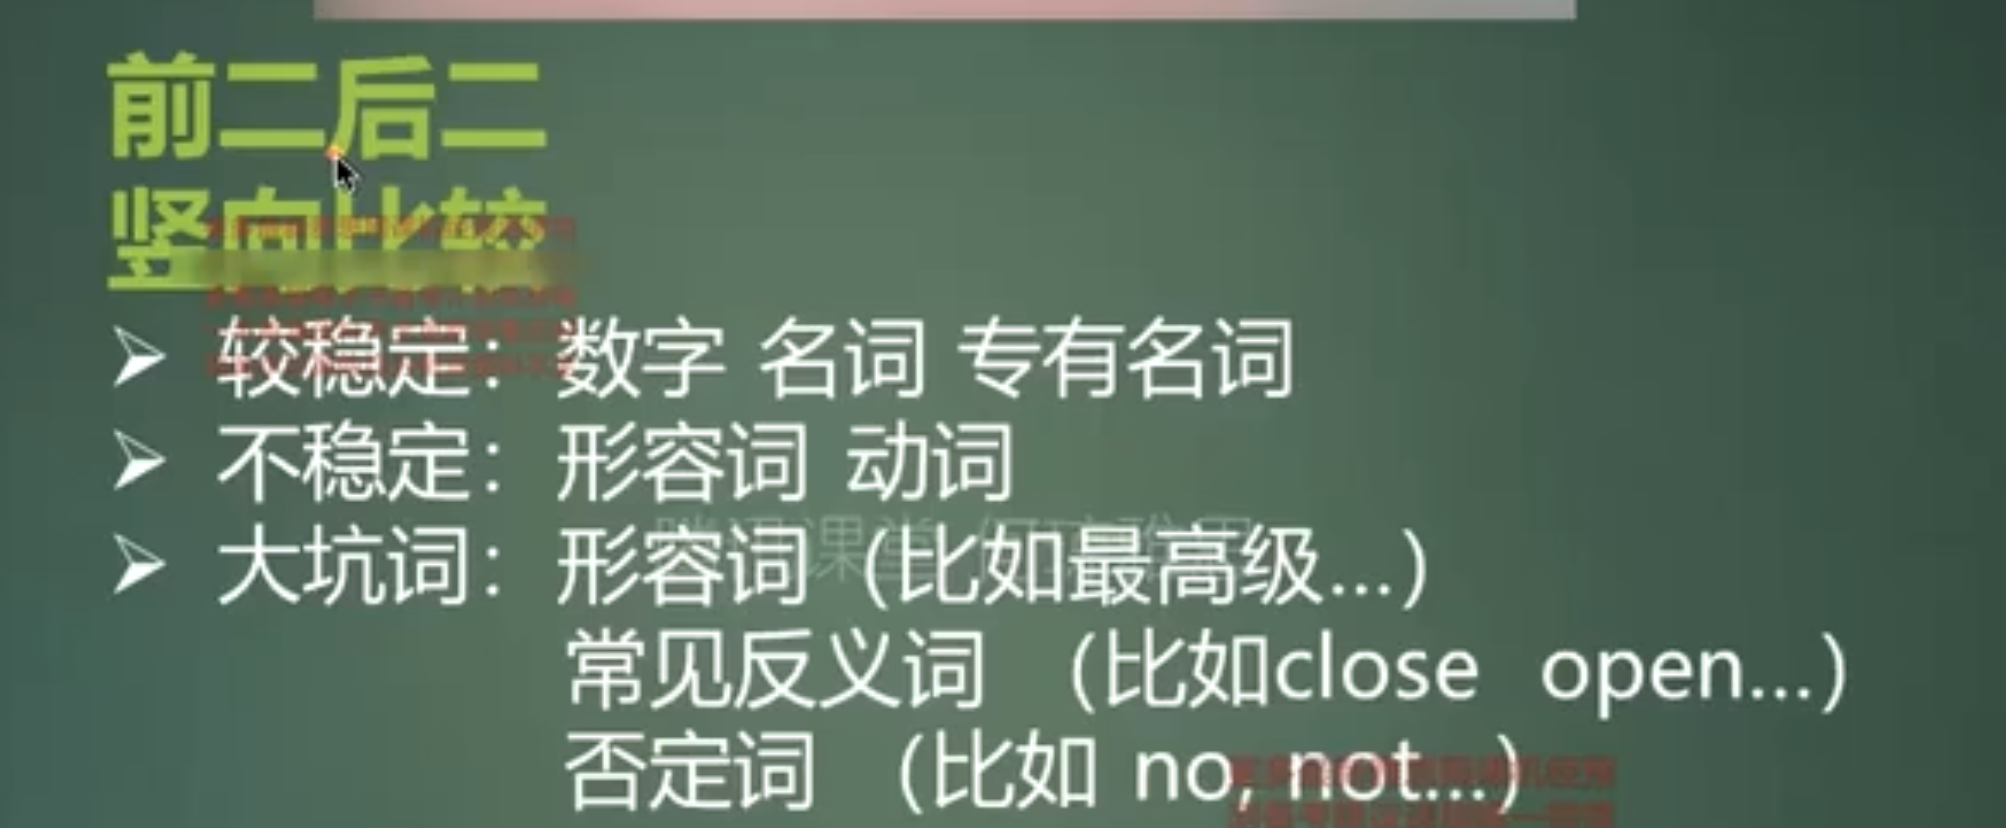 前二后二
竖向比较
➢ 较稳定：数字 名词 专有名词
➢ 不稳定：形容词 动词
➢ 大坑词：形容词（比如最高级...）
常见反义词 （比如close open...）
否定词 （比如 no, not...）